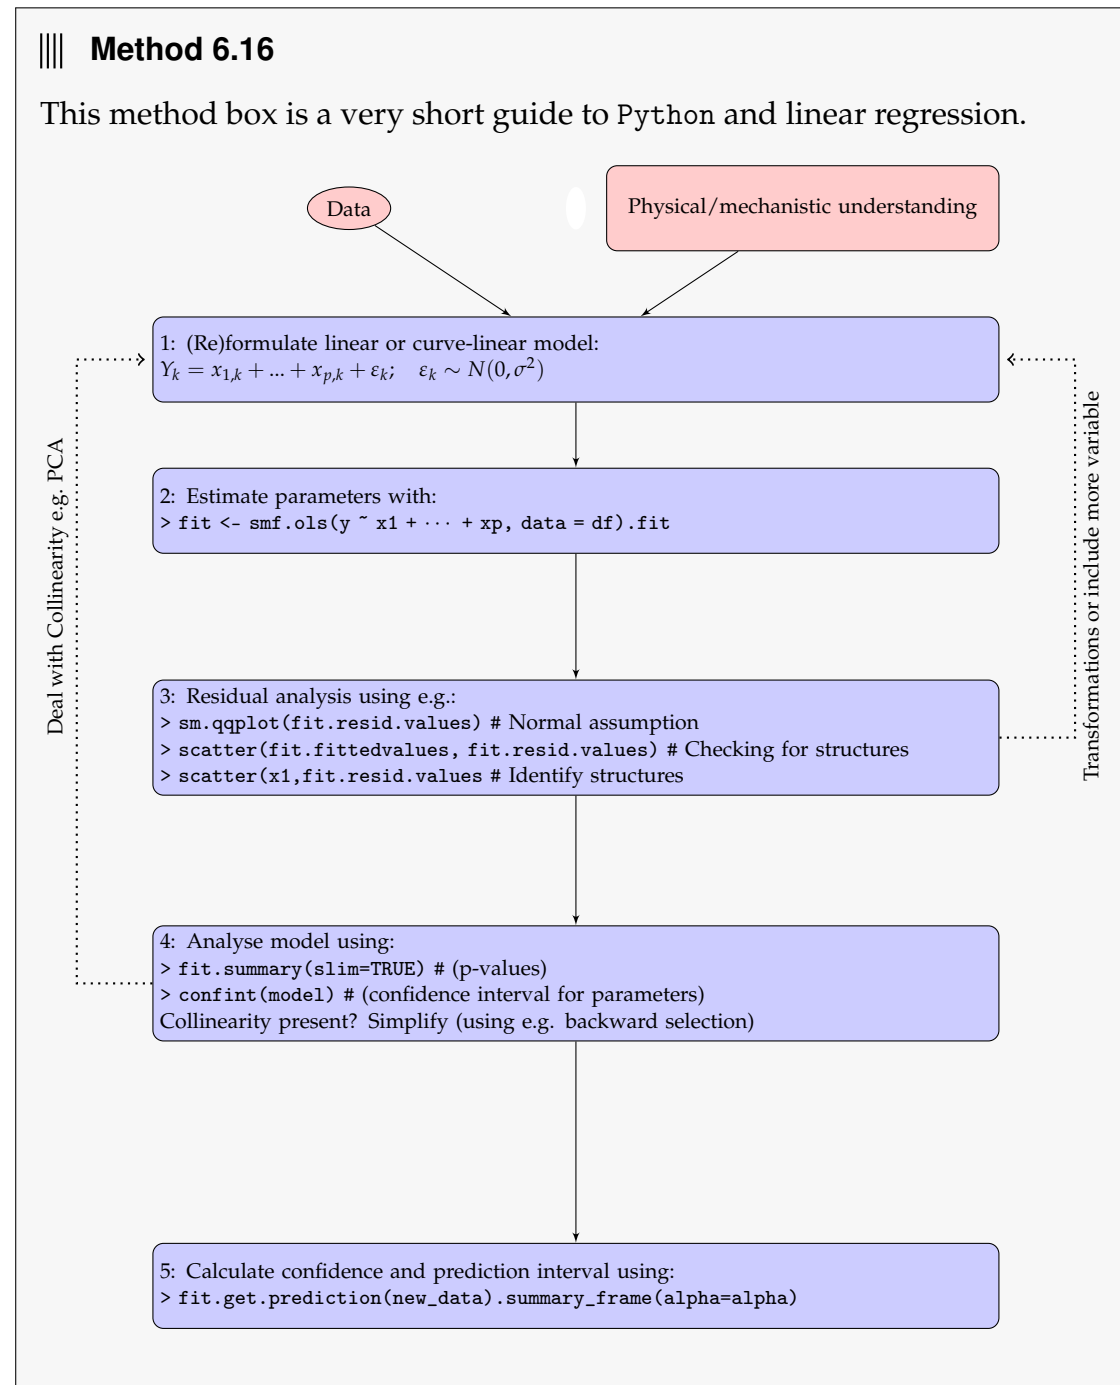 Method 6.16
This method box is a very short guide to Python and linear regression.
Data
Physical/mechanistic understanding
1: (Re)formulate linear or curve-linear model:
Y_k = x_{1,k} + ... + x_{p,k} + ε_k;  ε_k ∼ N(0, σ²)
2: Estimate parameters with:
> fit <- smf.ols(y ~ x1 + ··· + xp, data = df).fit
3: Residual analysis using e.g.:
> sm.qqplot(fit.resid.values) # Normal assumption
> scatter(fit.fittedvalues, fit.resid.values) # Checking for structures
> scatter(x1,fit.resid.values # Identify structures
4: Analyse model using:
> fit.summary(slim=TRUE) # (p-values)
> confint(model) # (confidence interval for parameters)
Collinearity present? Simplify (using e.g. backward selection)
5: Calculate confidence and prediction interval using:
> fit.get.prediction(new_data).summary_frame(alpha=alpha)
Deal with Collinearity e.g. PCA
Transformations or include more variable